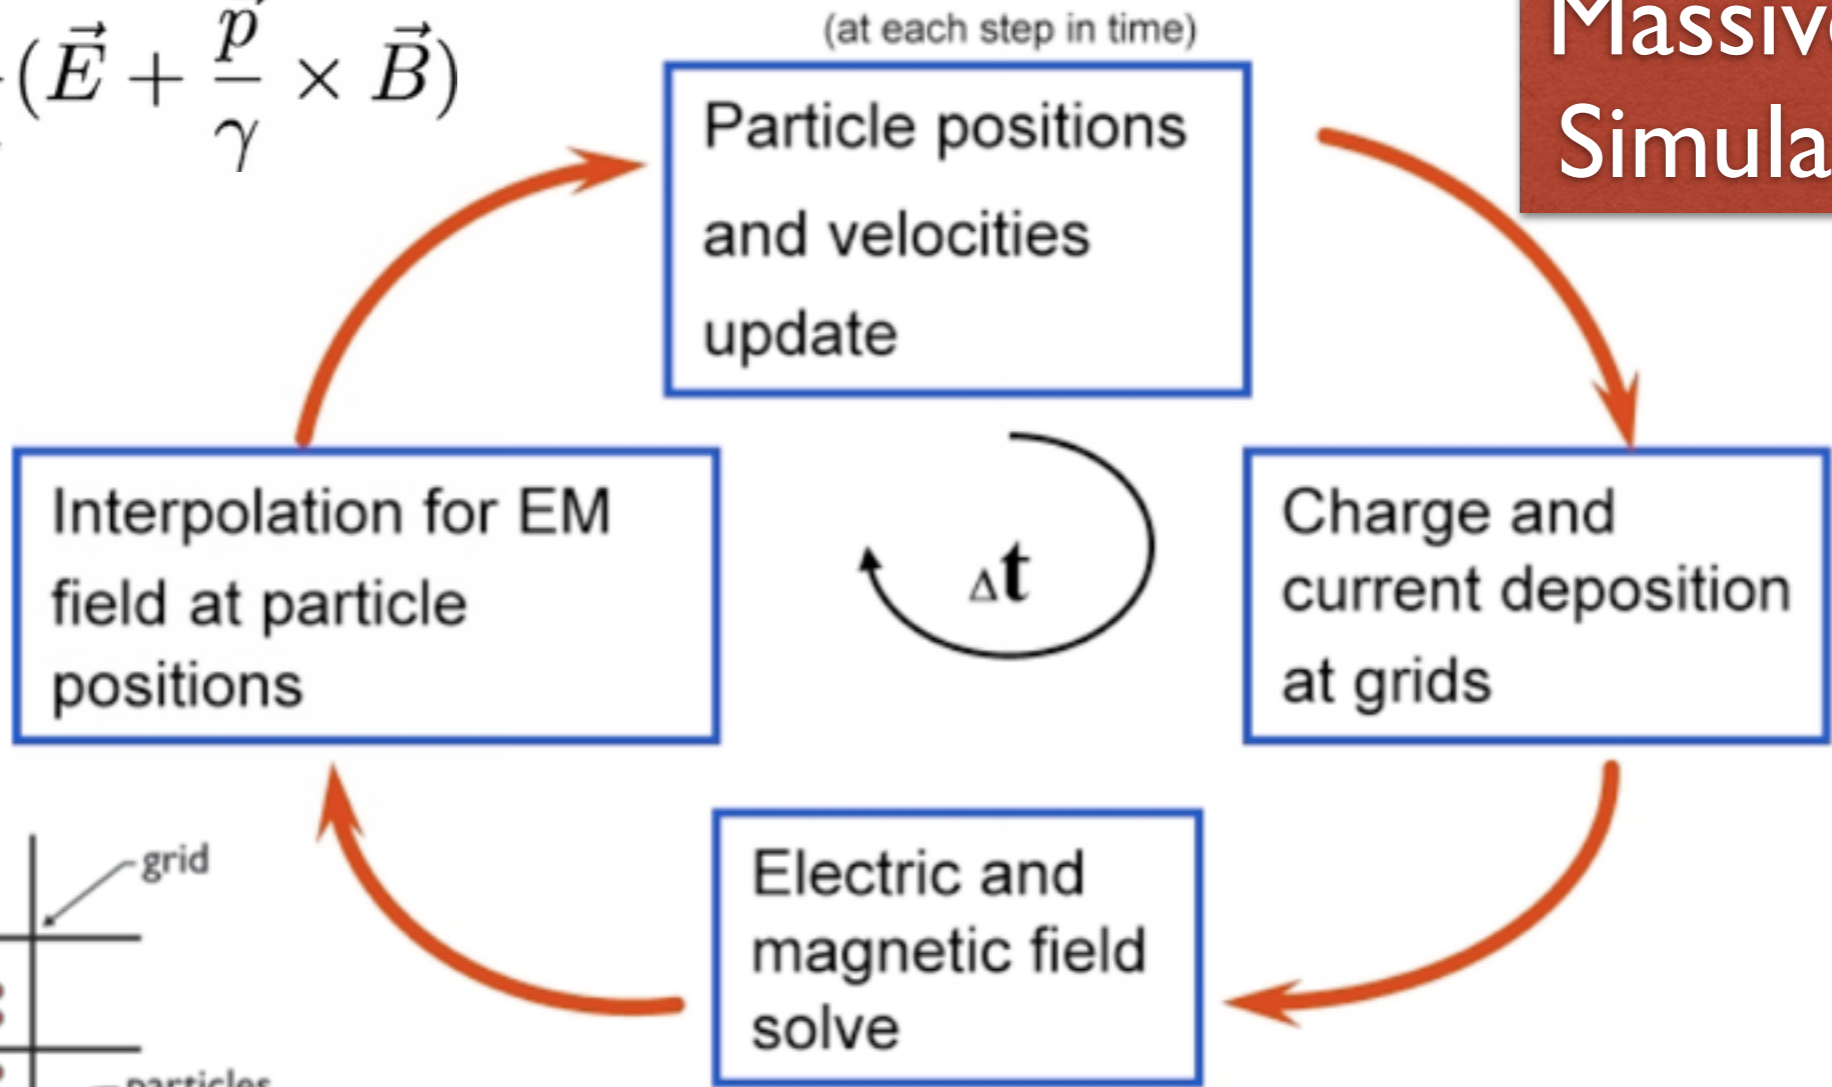 (E⃗ + p⃗/γ × B⃗)
(at each step in time)
Simula
Particle positions
and velocities
update
Interpolation for EM
field at particle
positions
Δt
Charge and
current deposition
at grids
Electric and
magnetic field
solve
grid
particles